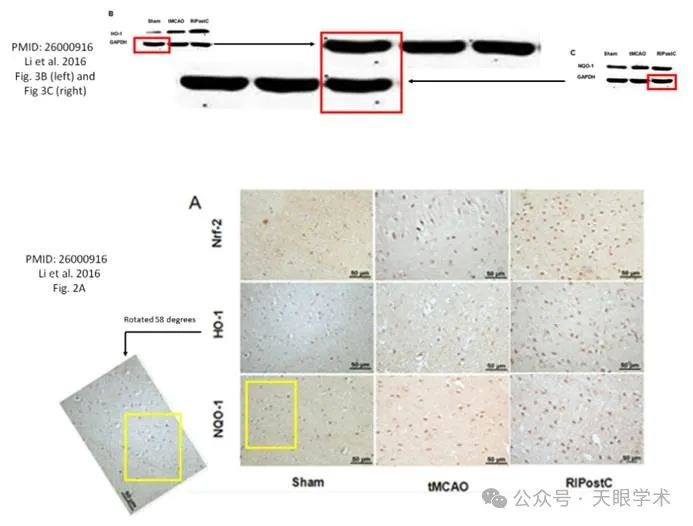 PMID: 26000916
Li et al. 2016
Fig. 3B (left) and
Fig 3C (right)
B
Sham tMCAO RIPostC
HO-1
GAPDH
C
Sham tMCAO RIPostC
NQO-1
GAPDH
PMID: 26000916
Li et al. 2016
Fig. 2A
Rotated 58 degrees
50 µm
A
Nrf-2
50 µm
50 µm
50 µm
HO-1
50 µm
50 µm
50 µm
NQO-1
50 µm
50 µm
50 µm
Sham tMCAO RIPostC
公众号 · 天眼学术